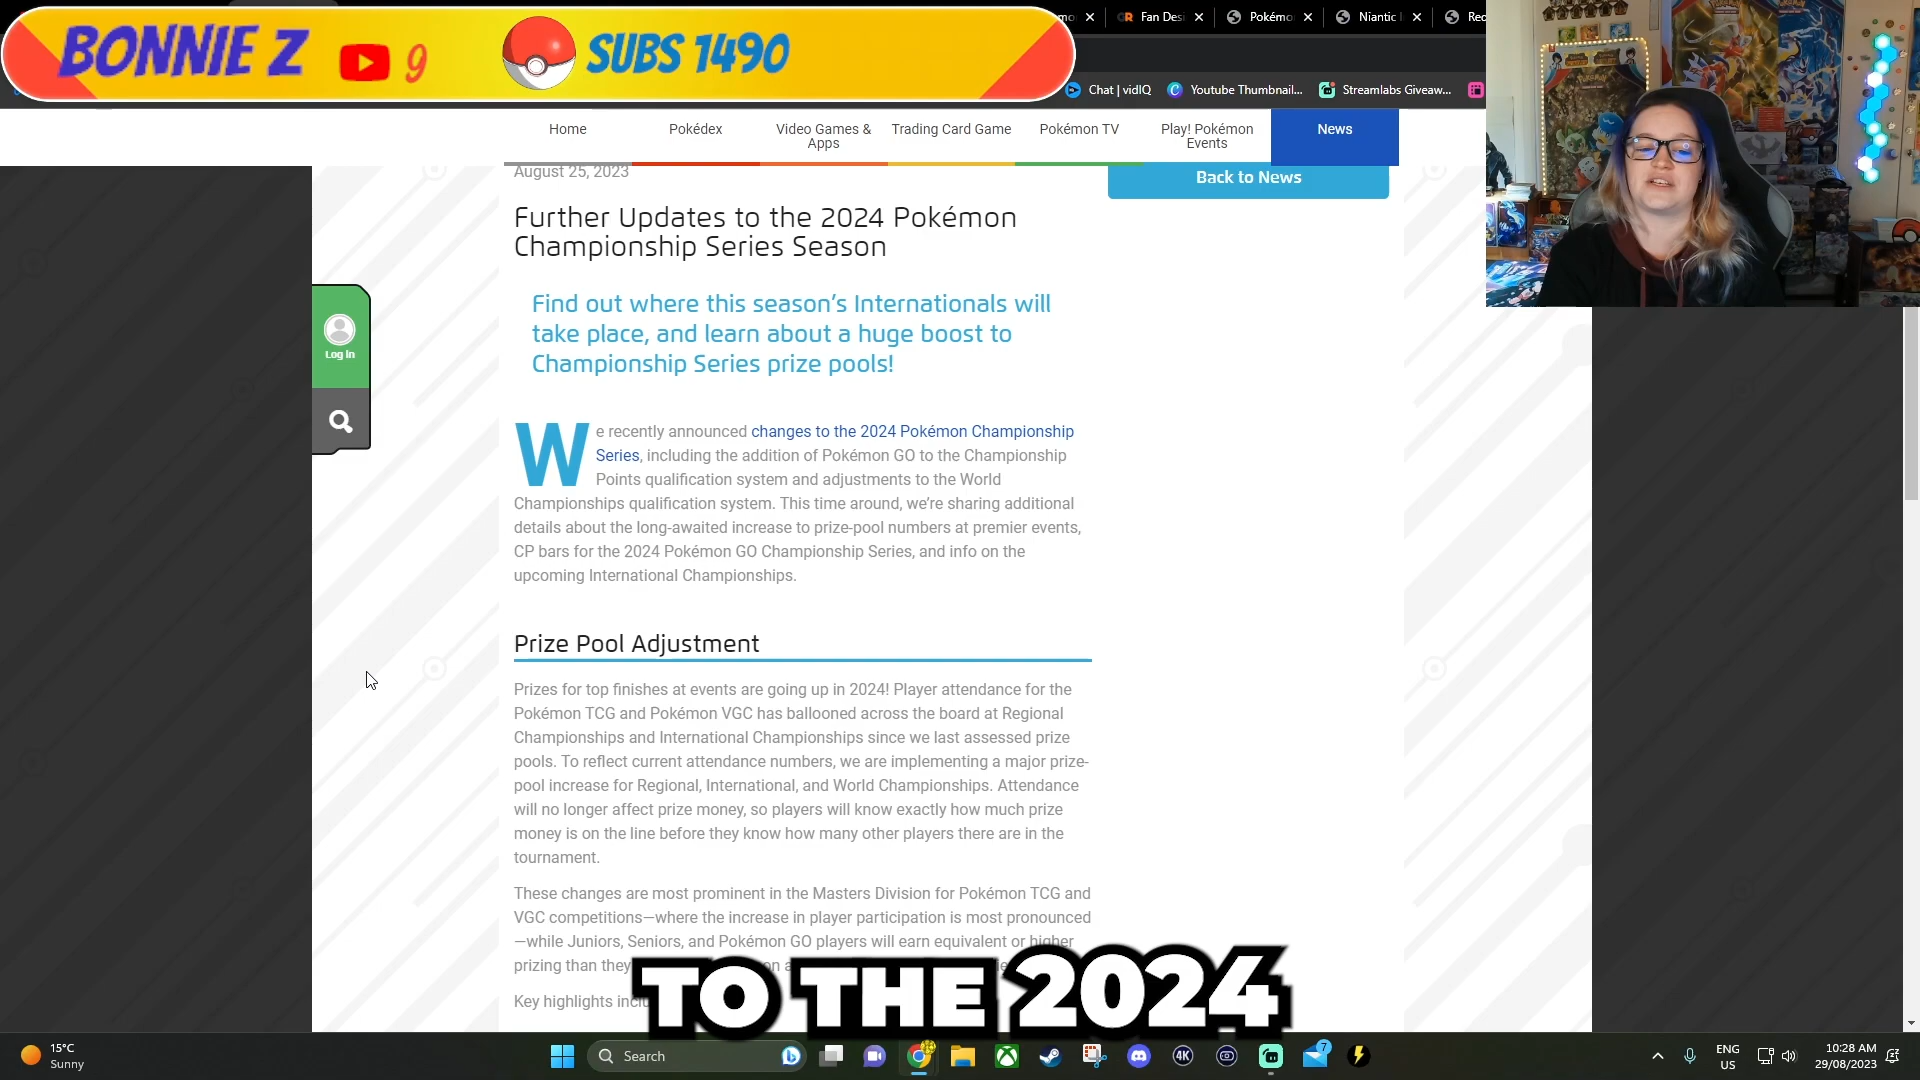 BONNIE Z 9 SUBS 1490
Fan Desi Pokémo Niantic Rec
Chat | vidIQ Youtube Thumbnail... Streamlabs Giveaw...
Home Pokédex Video Games & Apps Trading Card Game Pokémon TV Play! Pokémon Events News
August 25, 2023
Back to News
Further Updates to the 2024 Pokémon
Championship Series Season
Find out where this season's Internationals will
take place, and learn about a huge boost to
Championship Series prize pools!
Log in
We recently announced changes to the 2024 Pokémon Championship
Series, including the addition of Pokémon GO to the Championship
Points qualification system and adjustments to the World
Championships qualification system. This time around, we're sharing additional
details about the long-awaited increase to prize-pool numbers at premier events,
CP bars for the 2024 Pokémon GO Championship Series, and info on the
upcoming International Championships.
Prize Pool Adjustment
Prizes for top finishes at events are going up in 2024! Player attendance for the
Pokémon TCG and Pokémon VGC has ballooned across the board at Regional
Championships and International Championships since we last assessed prize
pools. To reflect current attendance numbers, we are implementing a major prize-
pool increase for Regional, International, and World Championships. Attendance
will no longer affect prize money, so players will know exactly how much prize
money is on the line before they know how many other players there are in the
tournament.
These changes are most prominent in the Masters Division for Pokémon TCG and
VGC competitions—where the increase in player participation is most pronounced
—while Juniors, Seniors, and Pokémon GO players will earn equivalent or higher
prizing than they
Key highlights
TO THE 2024
15°C
Sunny
Search
4K
7
ENG
US
10:28 AM
29/08/2023